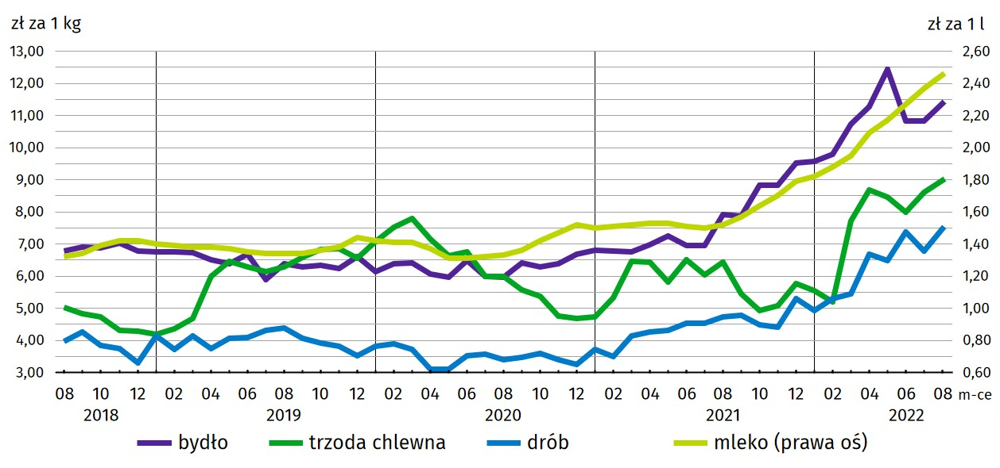 zł za 1 kg zł za 1 l
13,00 2,60
12,00 2,40
11,00 2,20
10,00 2,00
9,00 1,80
8,00 1,60
7,00 1,40
6,00 1,20
5,00 1,00
4,00 0,80
3,00 0,60
08 10 12 02 04 06 08 10 12 02 04 06 08 10 12 02 04 06 08 10 12 02 04 06 08 m-ce
2018 2019 2020 2021 2022
bydło trzoda chlewna drób mleko (prawa oś)